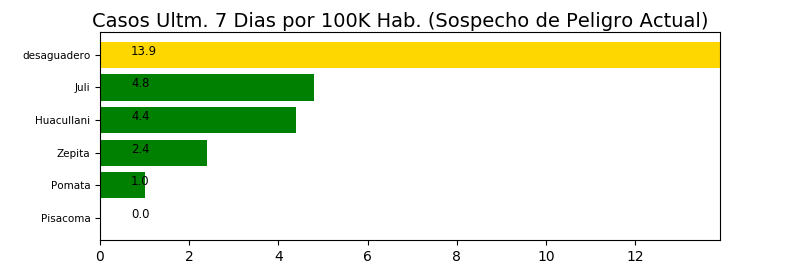 Casos Ultm. 7 Dias por 100K Hab. (Sospecho de Peligro Actual)
desaguadero 13.9
Juli 4.8
Huacullani 4.4
Zepita 2.4
Pomata 1.0
Pisacoma 0.0
0 2 4 6 8 10 12